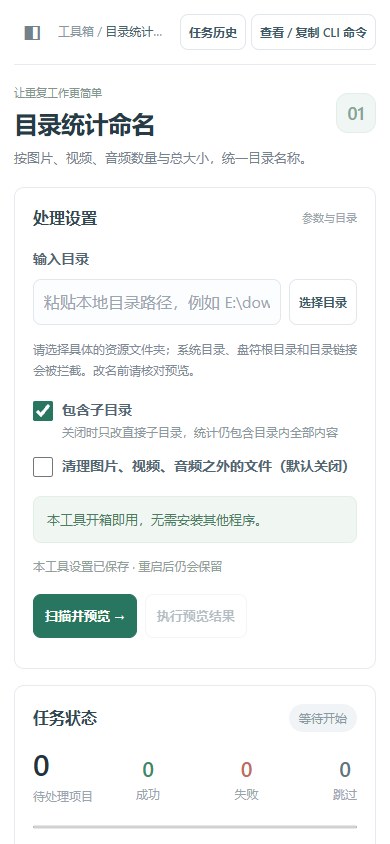 工具箱 / 目录统计...
任务历史
查看 / 复制 CLI 命令
让重复工作更简单
目录统计命名
01
按图片、视频、音频数量与总大小，统一目录名称。
处理设置
参数与目录
输入目录
粘贴本地目录路径，例如 E:\dow
选择目录
请选择具体的资源文件夹；系统目录、盘符根目录和目录链接
会被拦截。改名前请核对预览。
包含子目录
关闭时只改直接子目录，统计仍包含目录内全部内容
清理图片、视频、音频之外的文件（默认关闭）
本工具开箱即用，无需安装其他程序。
本工具设置已保存 · 重启后仍会保留
扫描并预览 →
执行预览结果
任务状态
等待开始
0
0
0
0
待处理项目
成功
失败
跳过